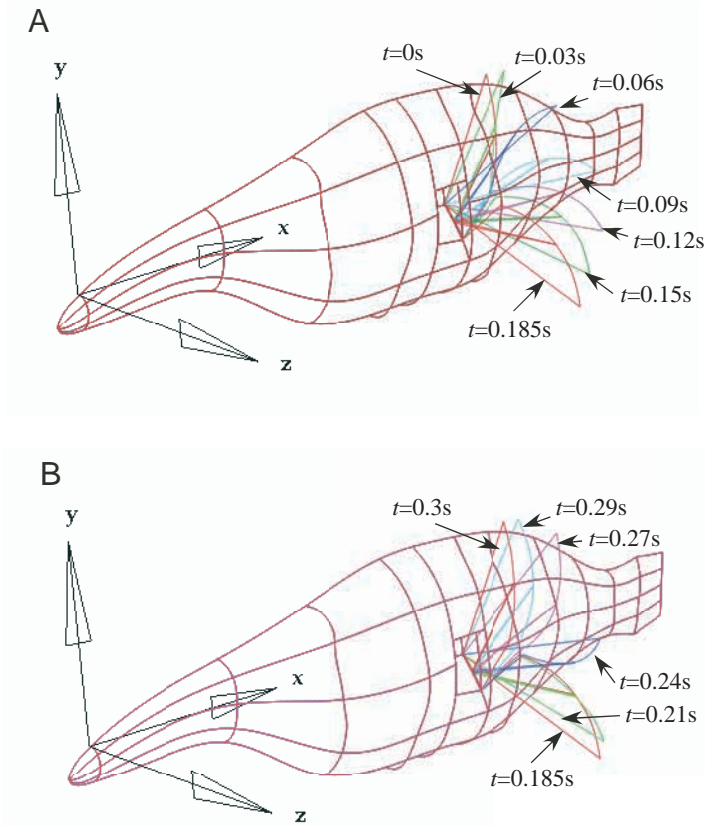 A
y
t=0s
t=0.03s
t=0.06s
x
t=0.09s
t=0.12s
t=0.15s
t=0.185s
z
B
y
t=0.3s
t=0.29s
t=0.27s
x
t=0.24s
t=0.21s
t=0.185s
z